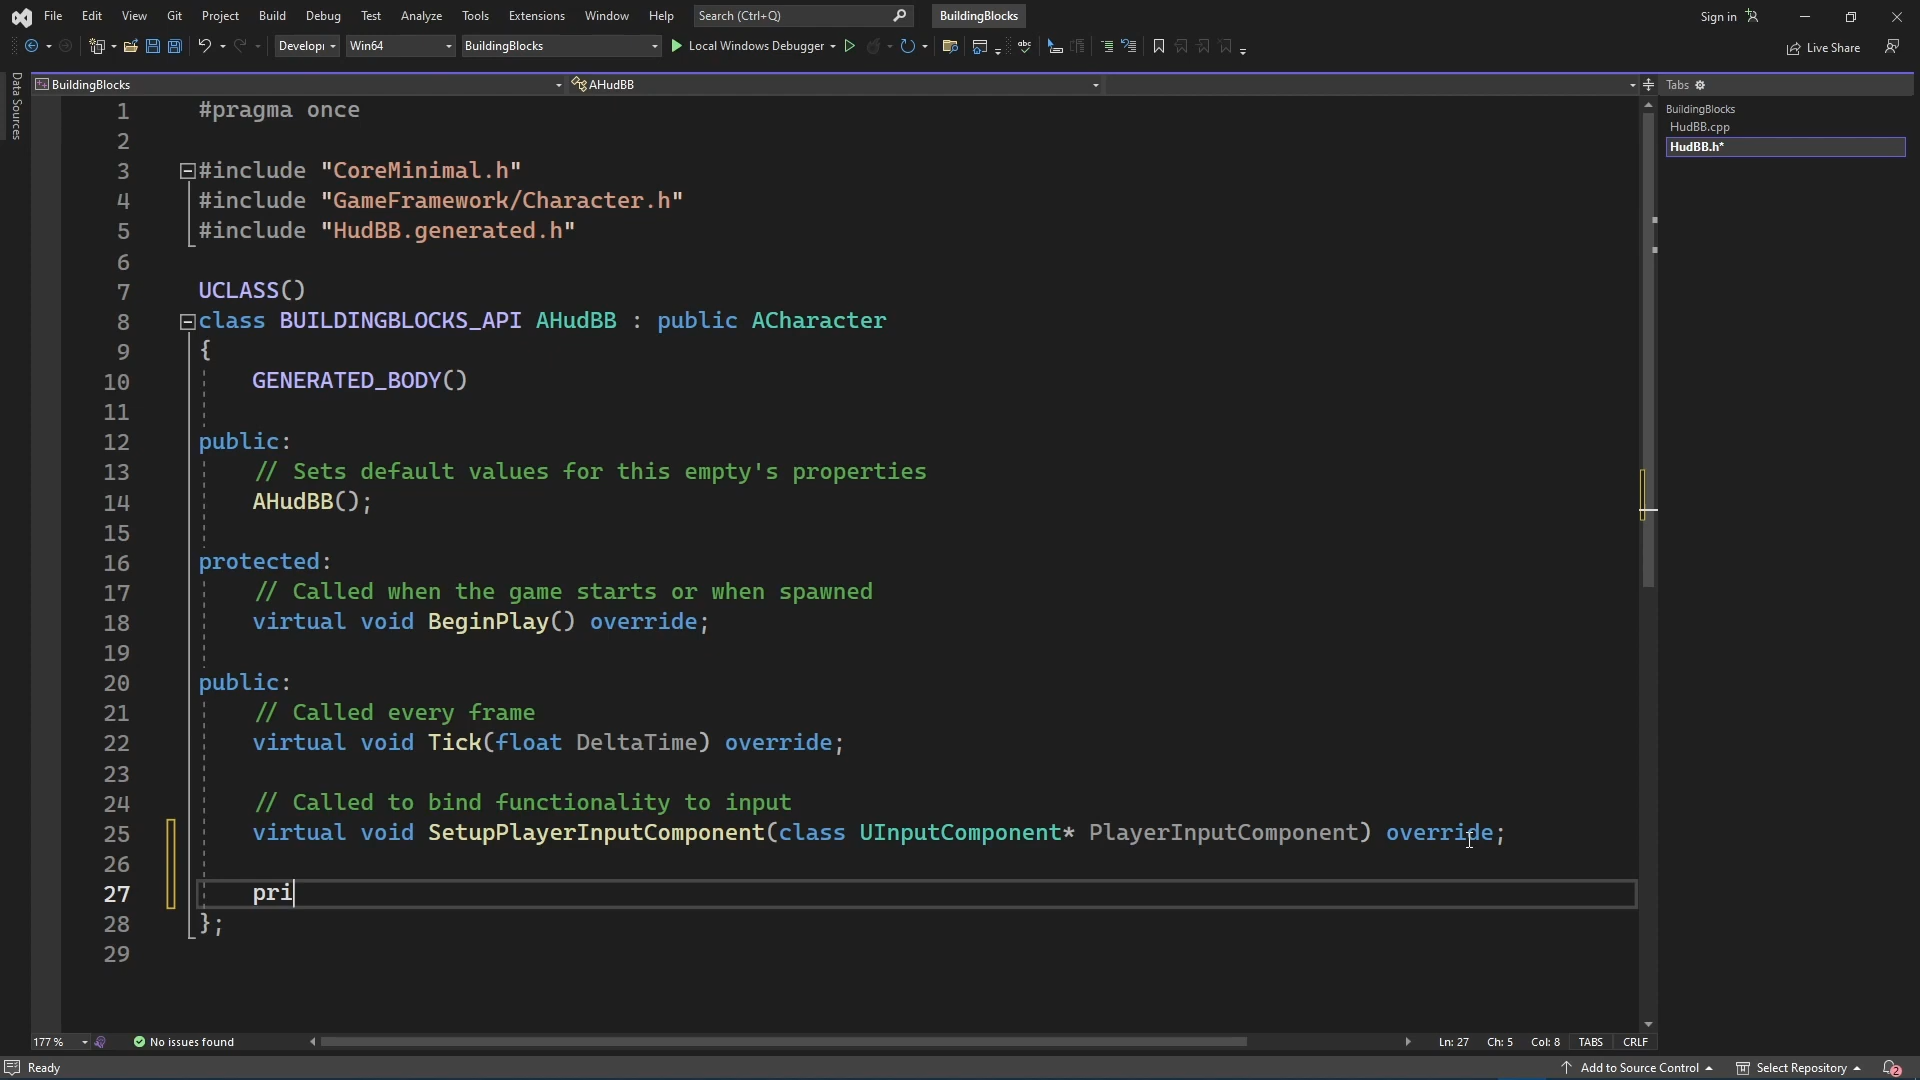 File Edit View Git Project Build Debug Test Analyze Tools Extensions Window Help Search (Ctrl+Q) BuildingBlocks Sign in
Develop Win64 BuildingBlocks Local Windows Debugger abc Live Share
Data Sources
BuildingBlocks AHudBB Tabs
BuildingBlocks
HudBB.cpp
HudBB.h*
1 #pragma once
2
3 #include "CoreMinimal.h"
4 #include "GameFramework/Character.h"
5 #include "HudBB.generated.h"
6
7 UCLASS()
8 class BUILDINGBLOCKS_API AHudBB : public ACharacter
9 {
10 GENERATED_BODY()
11
12 public:
13 // Sets default values for this empty's properties
14 AHudBB();
15
16 protected:
17 // Called when the game starts or when spawned
18 virtual void BeginPlay() override;
19
20 public:
21 // Called every frame
22 virtual void Tick(float DeltaTime) override;
23
24 // Called to bind functionality to input
25 virtual void SetupPlayerInputComponent(class UInputComponent* PlayerInputComponent) override;
26
27 pri
28 };
29
177 % No issues found Ln: 27 Ch: 5 Col: 8 TABS CRLF
Ready Add to Source Control Select Repository 2